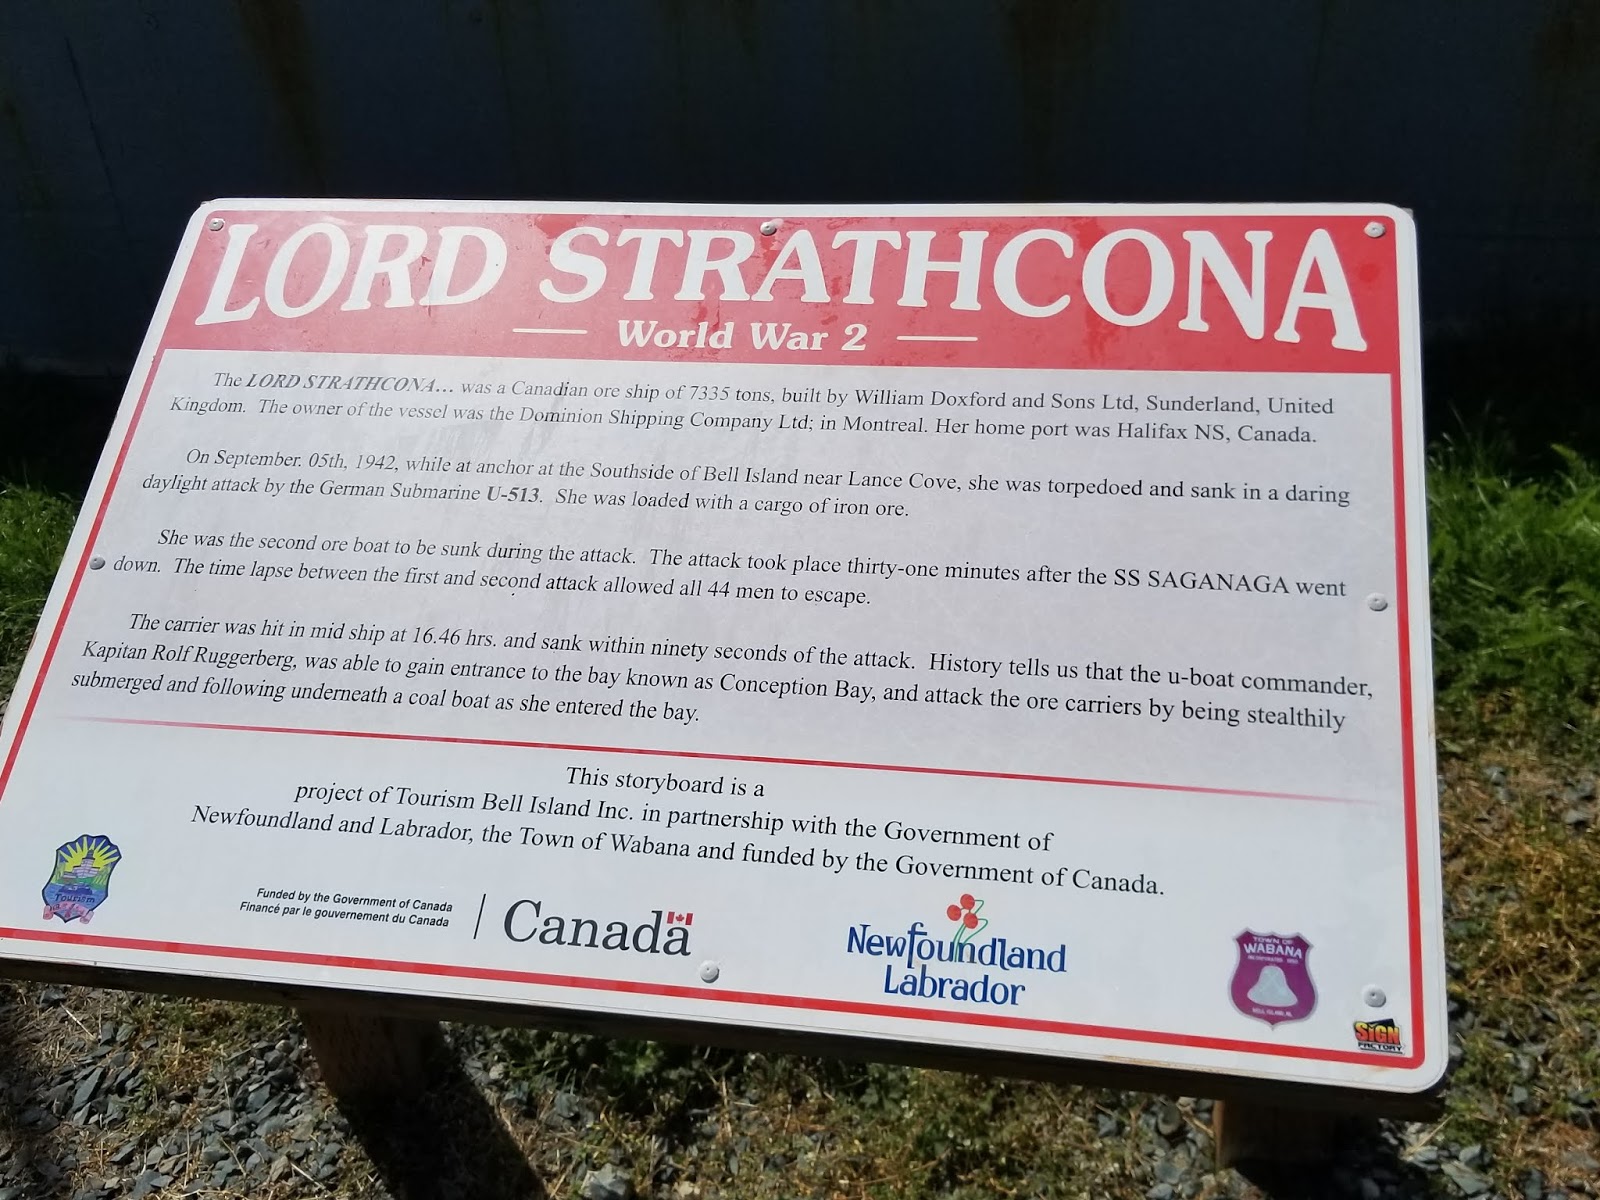 LORD STRATHCONA
World War 2
The LORD STRATHCONA... was a Canadian ore ship of 7335 tons, built by William Doxford and Sons Ltd, Sunderland, United
Kingdom. The owner of the vessel was the Dominion Shipping Company Ltd; in Montreal. Her home port was Halifax NS, Canada.
On September. 05th, 1942, while at anchor at the Southside of Bell Island near Lance Cove, she was torpedoed and sank in a daring
daylight attack by the German Submarine U-513. She was loaded with a cargo of iron ore.
She was the second ore boat to be sunk during the attack. The attack took place thirty-one minutes after the SS SAGANAGA went
down. The time lapse between the first and second attack allowed all 44 men to escape.
The carrier was hit in mid ship at 16.46 hrs. and sank within ninety seconds of the attack. History tells us that the u-boat commander,
Kapitan Rolf Ruggerberg, was able to gain entrance to the bay known as Conception Bay, and attack the ore carriers by being stealthily
submerged and following underneath a coal boat as she entered the bay.
This storyboard is a
project of Tourism Bell Island Inc. in partnership with the Government of
Newfoundland and Labrador, the Town of Wabana and funded by the Government of Canada.
Tourism
Funded by the Government of Canada
Financé par le gouvernement du Canada
Canada
Newfoundland
Labrador
TOWN OF
WABANA
BELL ISLAND, NL
SIGN
FACTORY